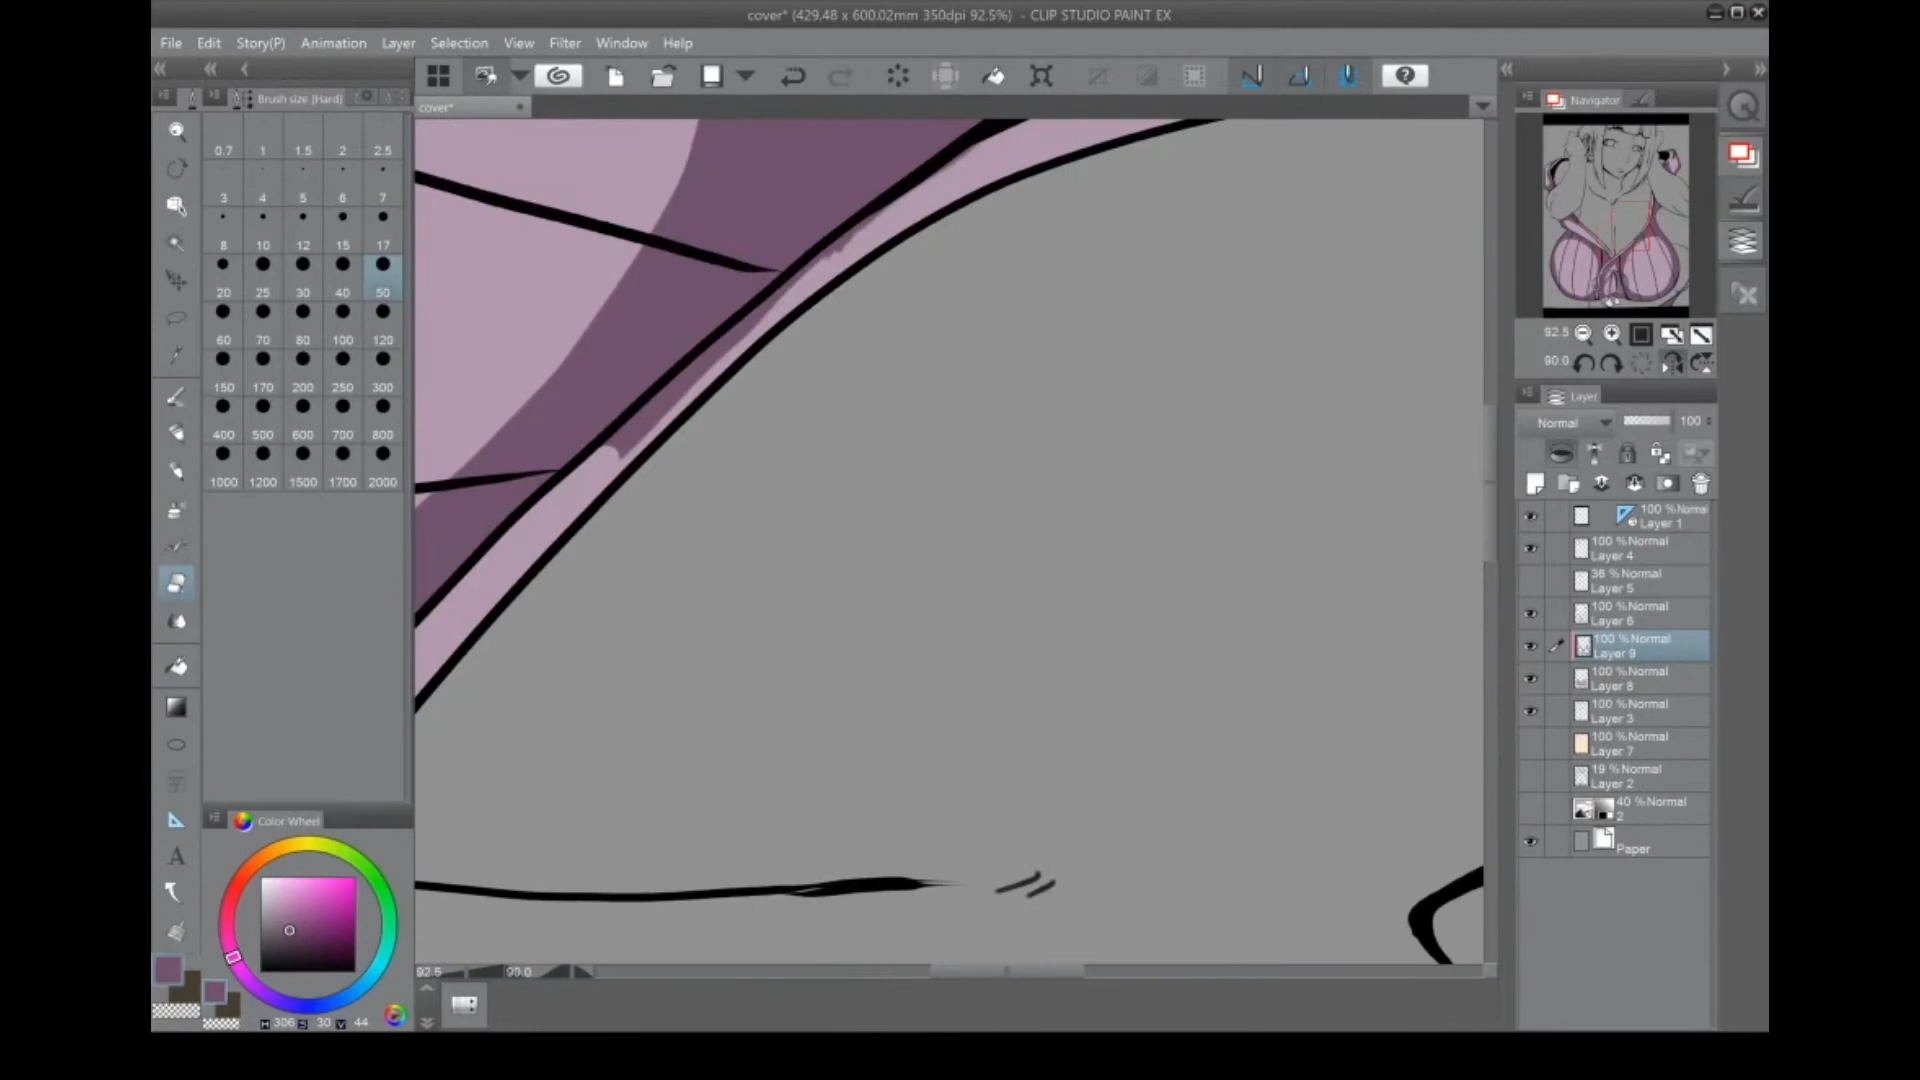 cover* (429.48 x 600.02mm 350dpi 92.5%) - CLIP STUDIO PAINT EX
File Edit Story(P) Animation Layer Selection View Filter Window Help
Brush size [Hard]
cover*
Navigator
0.7 1 1.5 2 2.5
3 4 5 6 7
8 10 12 15 17
20 25 30 40 50
60 70 80 100 120
150 170 200 250 300
400 500 600 700 800
1000 1200 1500 1700 2000
92.5
90.0
Layer
Normal 100
100 %Normal
Layer 1
100 %Normal
Layer 4
36 %Normal
Layer 5
100 %Normal
Layer 6
100 %Normal
Layer 9
100 %Normal
Layer 8
100 %Normal
Layer 3
100 %Normal
Layer 7
19 %Normal
Layer 2
40 %Normal
2
Paper
Color Wheel
92.5 90.0
H 306 S 30 V 44